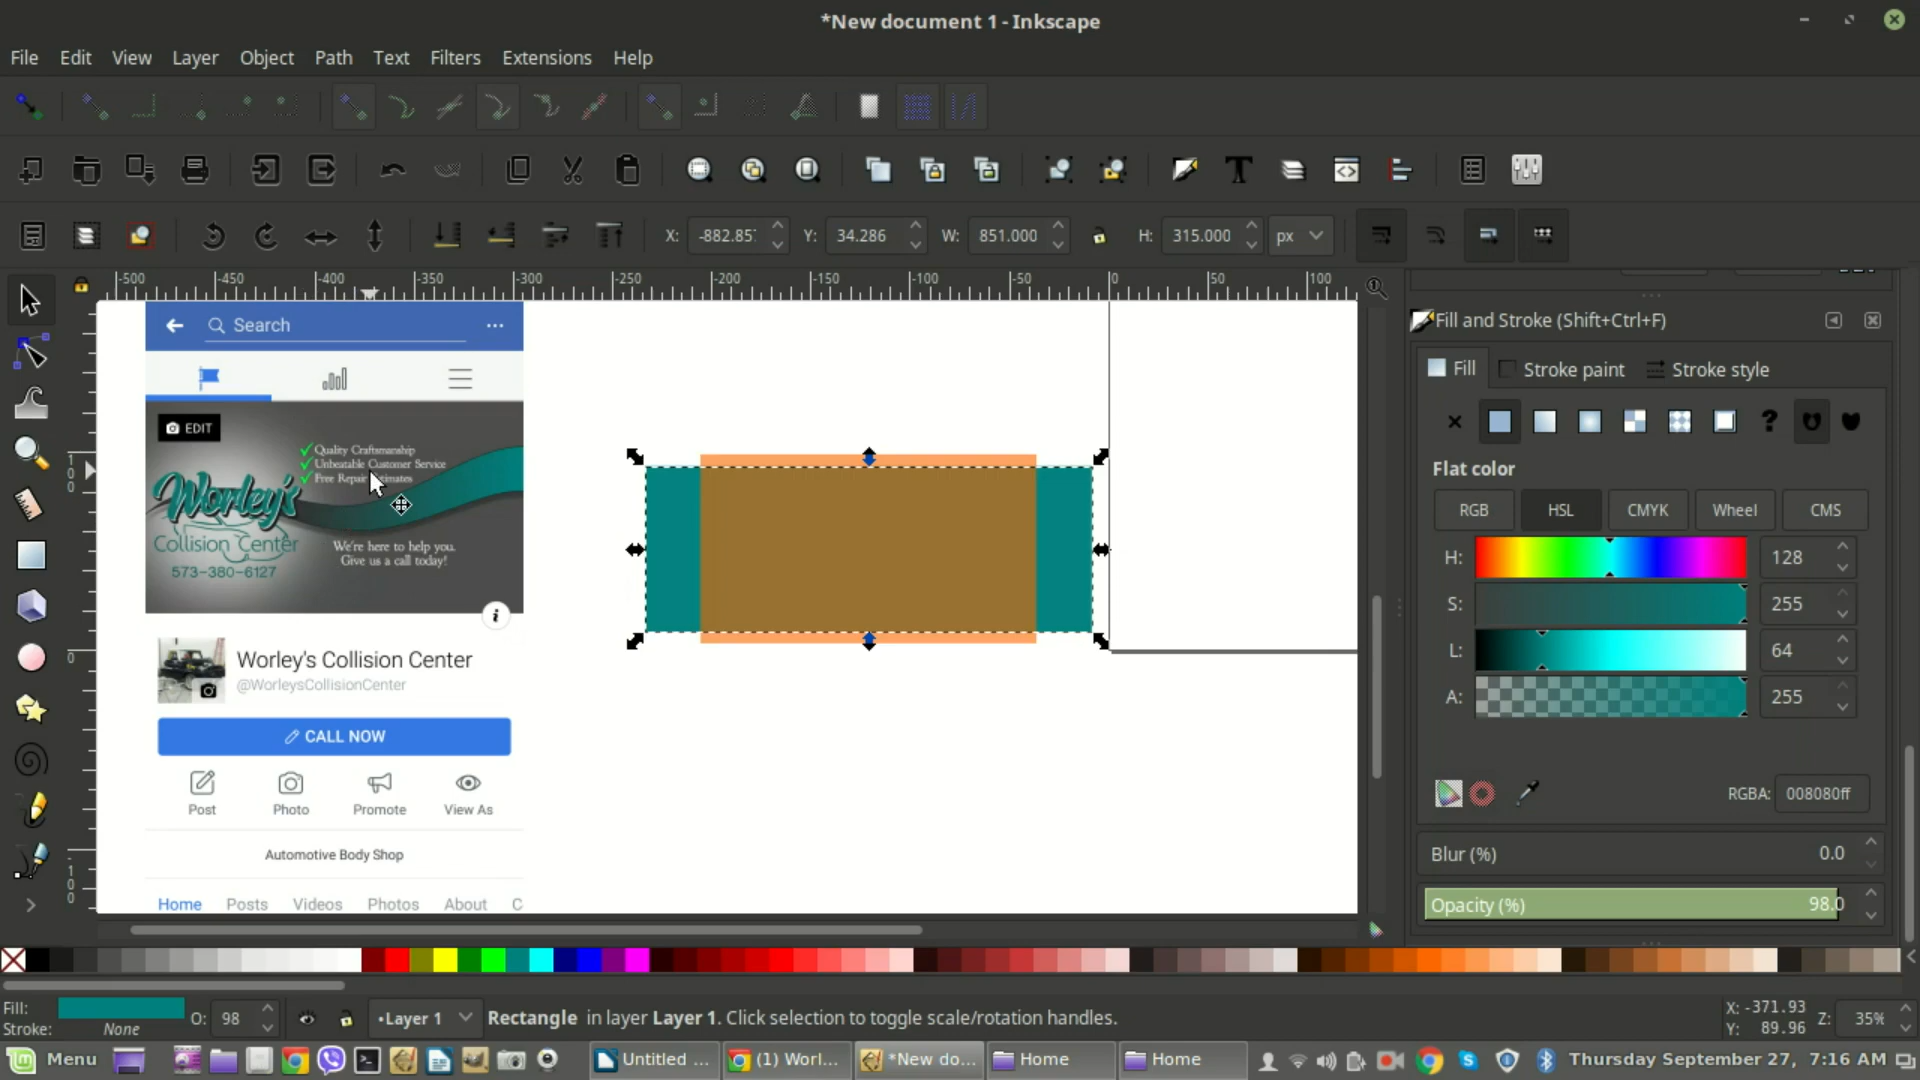 *New document 1 - Inkscape
File Edit View Layer Object Path Text Filters Extensions Help
X: -882.85 Y: 34.286 W: 851.000 H: 315.000 px
-500 -450 -400 -350 -300 -250 -200 -150 -100 -50 0 50 100
100
0
-100
Search
EDIT
Quality Craftsmanship
Unbeatable Customer Service
Free Repair Estimates
Worley's
Collision Center
573-380-6127
We're here to help you.
Give us a call today!
i
Worley's Collision Center
@WorleysCollisionCenter
CALL NOW
Post Photo Promote View As
Automotive Body Shop
Home Posts Videos Photos About C
Fill and Stroke (Shift+Ctrl+F)
Fill Stroke paint Stroke style
?
Flat color
RGB HSL CMYK Wheel CMS
H: 128
S: 255
L: 64
A: 255
RGBA: 008080ff
Blur (%) 0.0
Opacity (%) 98.0
Fill:
Stroke: None
O: 98
•Layer 1
Rectangle in layer Layer 1. Click selection to toggle scale/rotation handles.
X: -371.93
Y: 89.96
Z: 35%
Menu Untitled ... (1) Worl... *New do... Home Home Thursday September 27, 7:16 AM